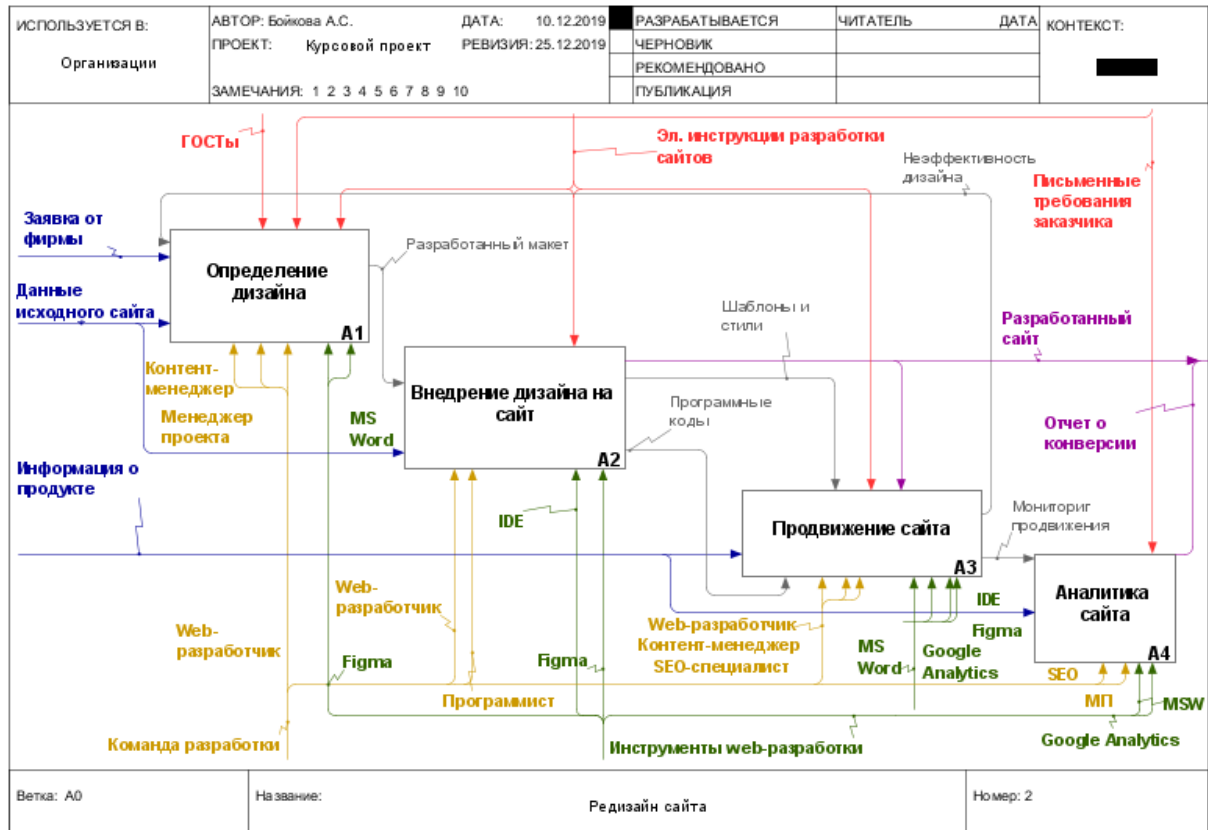 ИСПОЛЬЗУЕТСЯ В:
Организации
АВТОР: Бойкова А.С.
ДАТА: 10.12.2019
ПРОЕКТ: Курсовой проект
РЕВИЗИЯ: 25.12.2019
ЗАМЕЧАНИЯ: 1 2 3 4 5 6 7 8 9 10
РАЗРАБАТЫВАЕТСЯ
ЧЕРНОВИК
РЕКОМЕНДОВАНО
ПУБЛИКАЦИЯ
ЧИТАТЕЛЬ
ДАТА
КОНТЕКСТ:
ГОСТы
Эл. инструкции разработки
сайтов
Неэффективность
дизайна
Письменные
требования
заказчика
Заявка от
фирмы
Определение
дизайна
A1
Разработанный макет
Данные
исходного сайта
Шаблоны и
стили
Разработанный
сайт
Контент-
менеджер
Менеджер
проекта
MS
Word
Внедрение дизайна на
сайт
A2
Программные
коды
Отчет о
конверсии
Информация о
продукте
IDE
Продвижение сайта
A3
Мониториг
продвижения
Аналитика
сайта
A4
Web-
разработчик
Web-
разработчик
Figma
Figma
Программист
Web-разработчик
Контент-менеджер
SEO-специалист
MS
Word
Google
Analytics
IDE
Figma
SEO
МП
MSW
Команда разработки
Инструменты web-разработки
Google Analytics
Ветка: A0
Название:
Редизайн сайта
Номер: 2